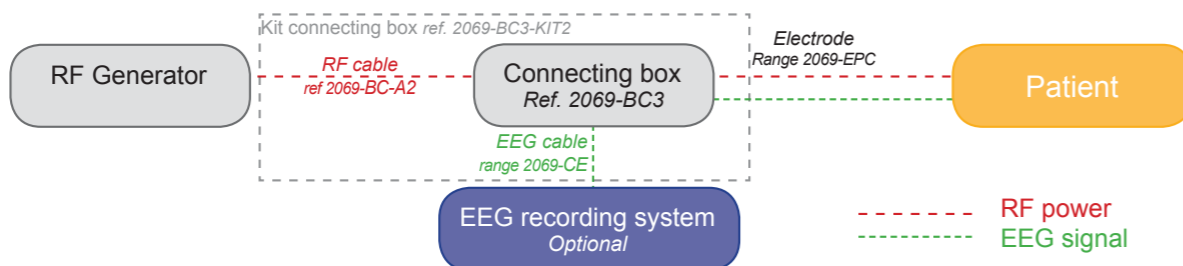 Kit connecting box ref. 2069-BC3-KIT2
RF Generator
RF cable
ref 2069-BC-A2
Connecting box
Ref. 2069-BC3
Electrode
Range 2069-EPC
Patient
EEG cable
range 2069-CE
EEG recording system
Optional
RF power
EEG signal